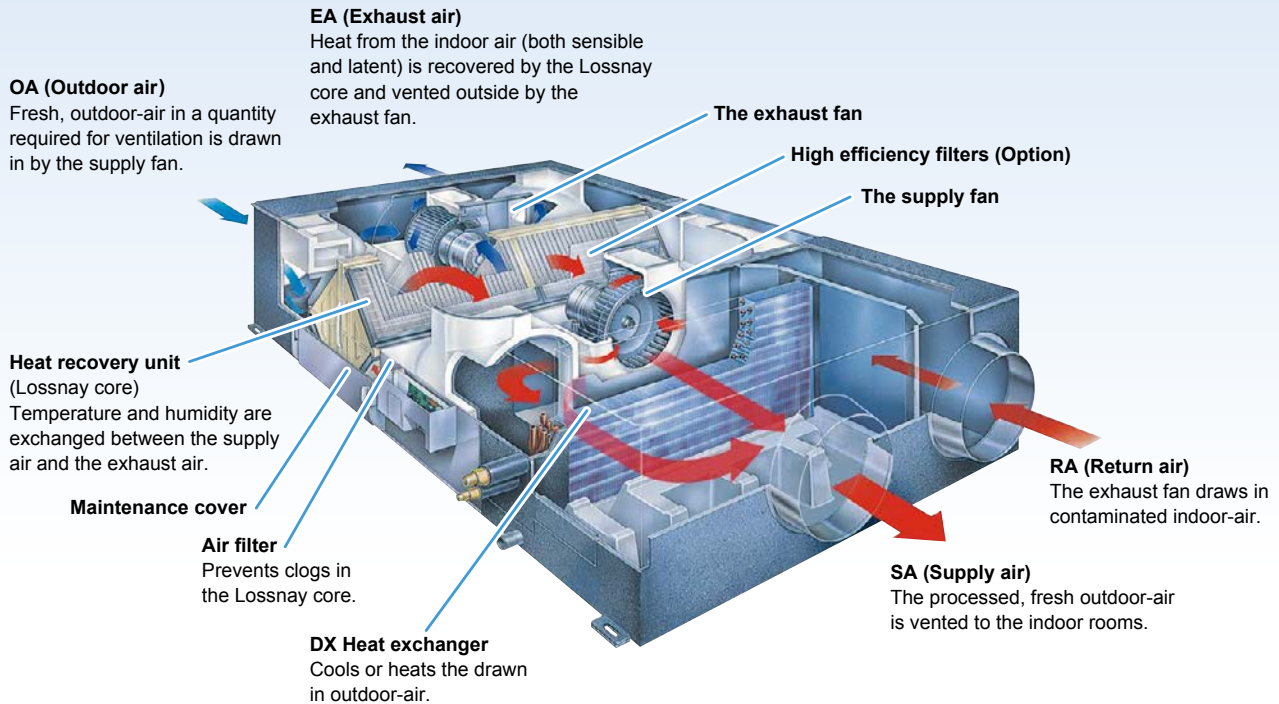 EA (Exhaust air)
Heat from the indoor air (both sensible
and latent) is recovered by the Lossnay
core and vented outside by the
exhaust fan.
OA (Outdoor air)
Fresh, outdoor-air in a quantity
required for ventilation is drawn
in by the supply fan.
The exhaust fan
High efficiency filters (Option)
The supply fan
Heat recovery unit
(Lossnay core)
Temperature and humidity are
exchanged between the supply
air and the exhaust air.
Maintenance cover
Air filter
Prevents clogs in
the Lossnay core.
DX Heat exchanger
Cools or heats the drawn
in outdoor-air.
RA (Return air)
The exhaust fan draws in
contaminated indoor-air.
SA (Supply air)
The processed, fresh outdoor-air
is vented to the indoor rooms.